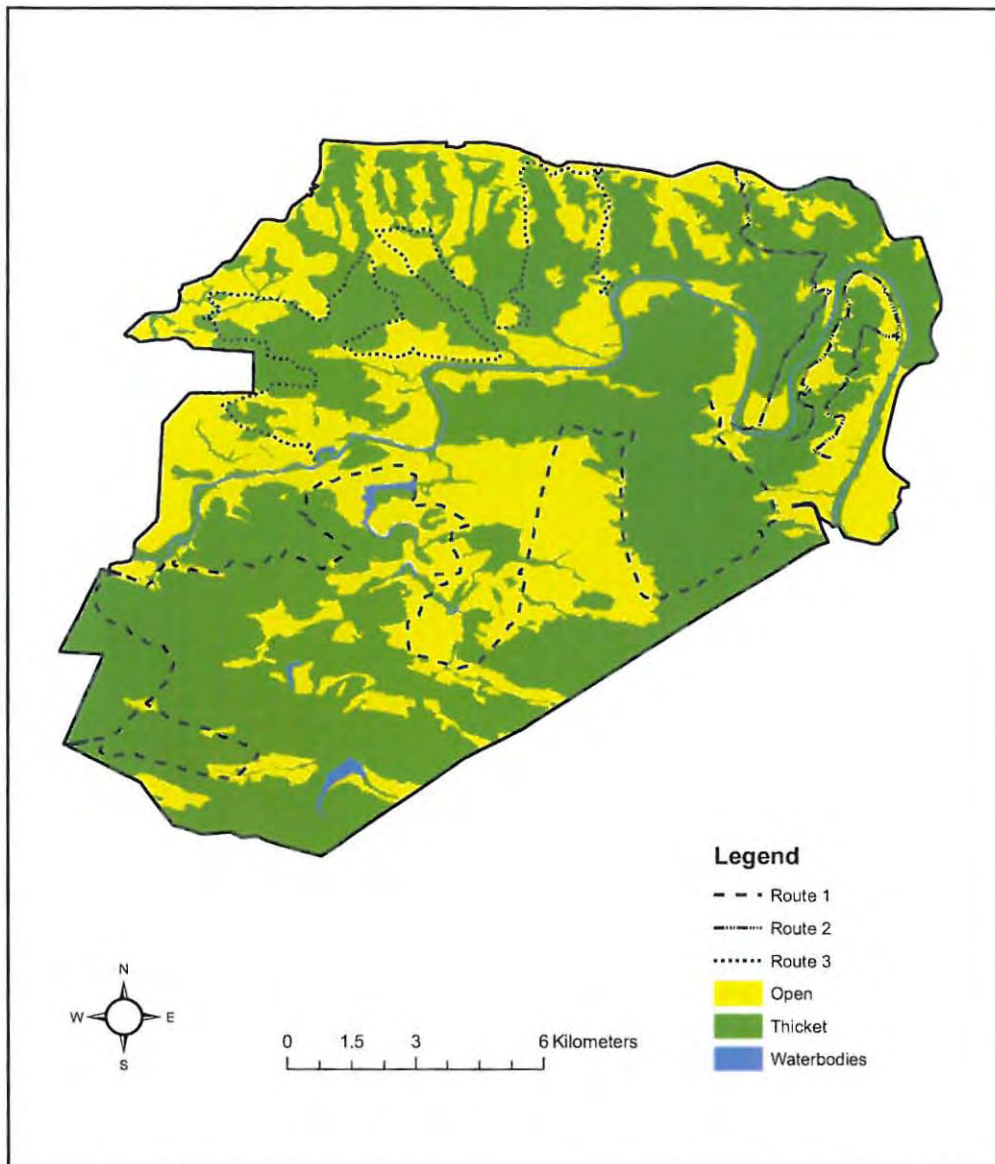 Legend
Route 1
Route 2
Route 3
Open
Thicket
Waterbodies
N
W E
S
0 1.5 3 6 Kilometers